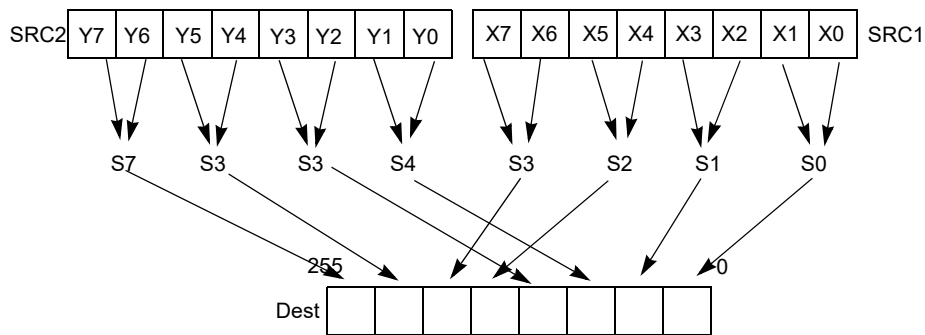 SRC2 Y7 Y6 Y5 Y4 Y3 Y2 Y1 Y0 X7 X6 X5 X4 X3 X2 X1 X0 SRC1
S7 S3 S3 S4 S3 S2 S1 S0
255 0
Dest